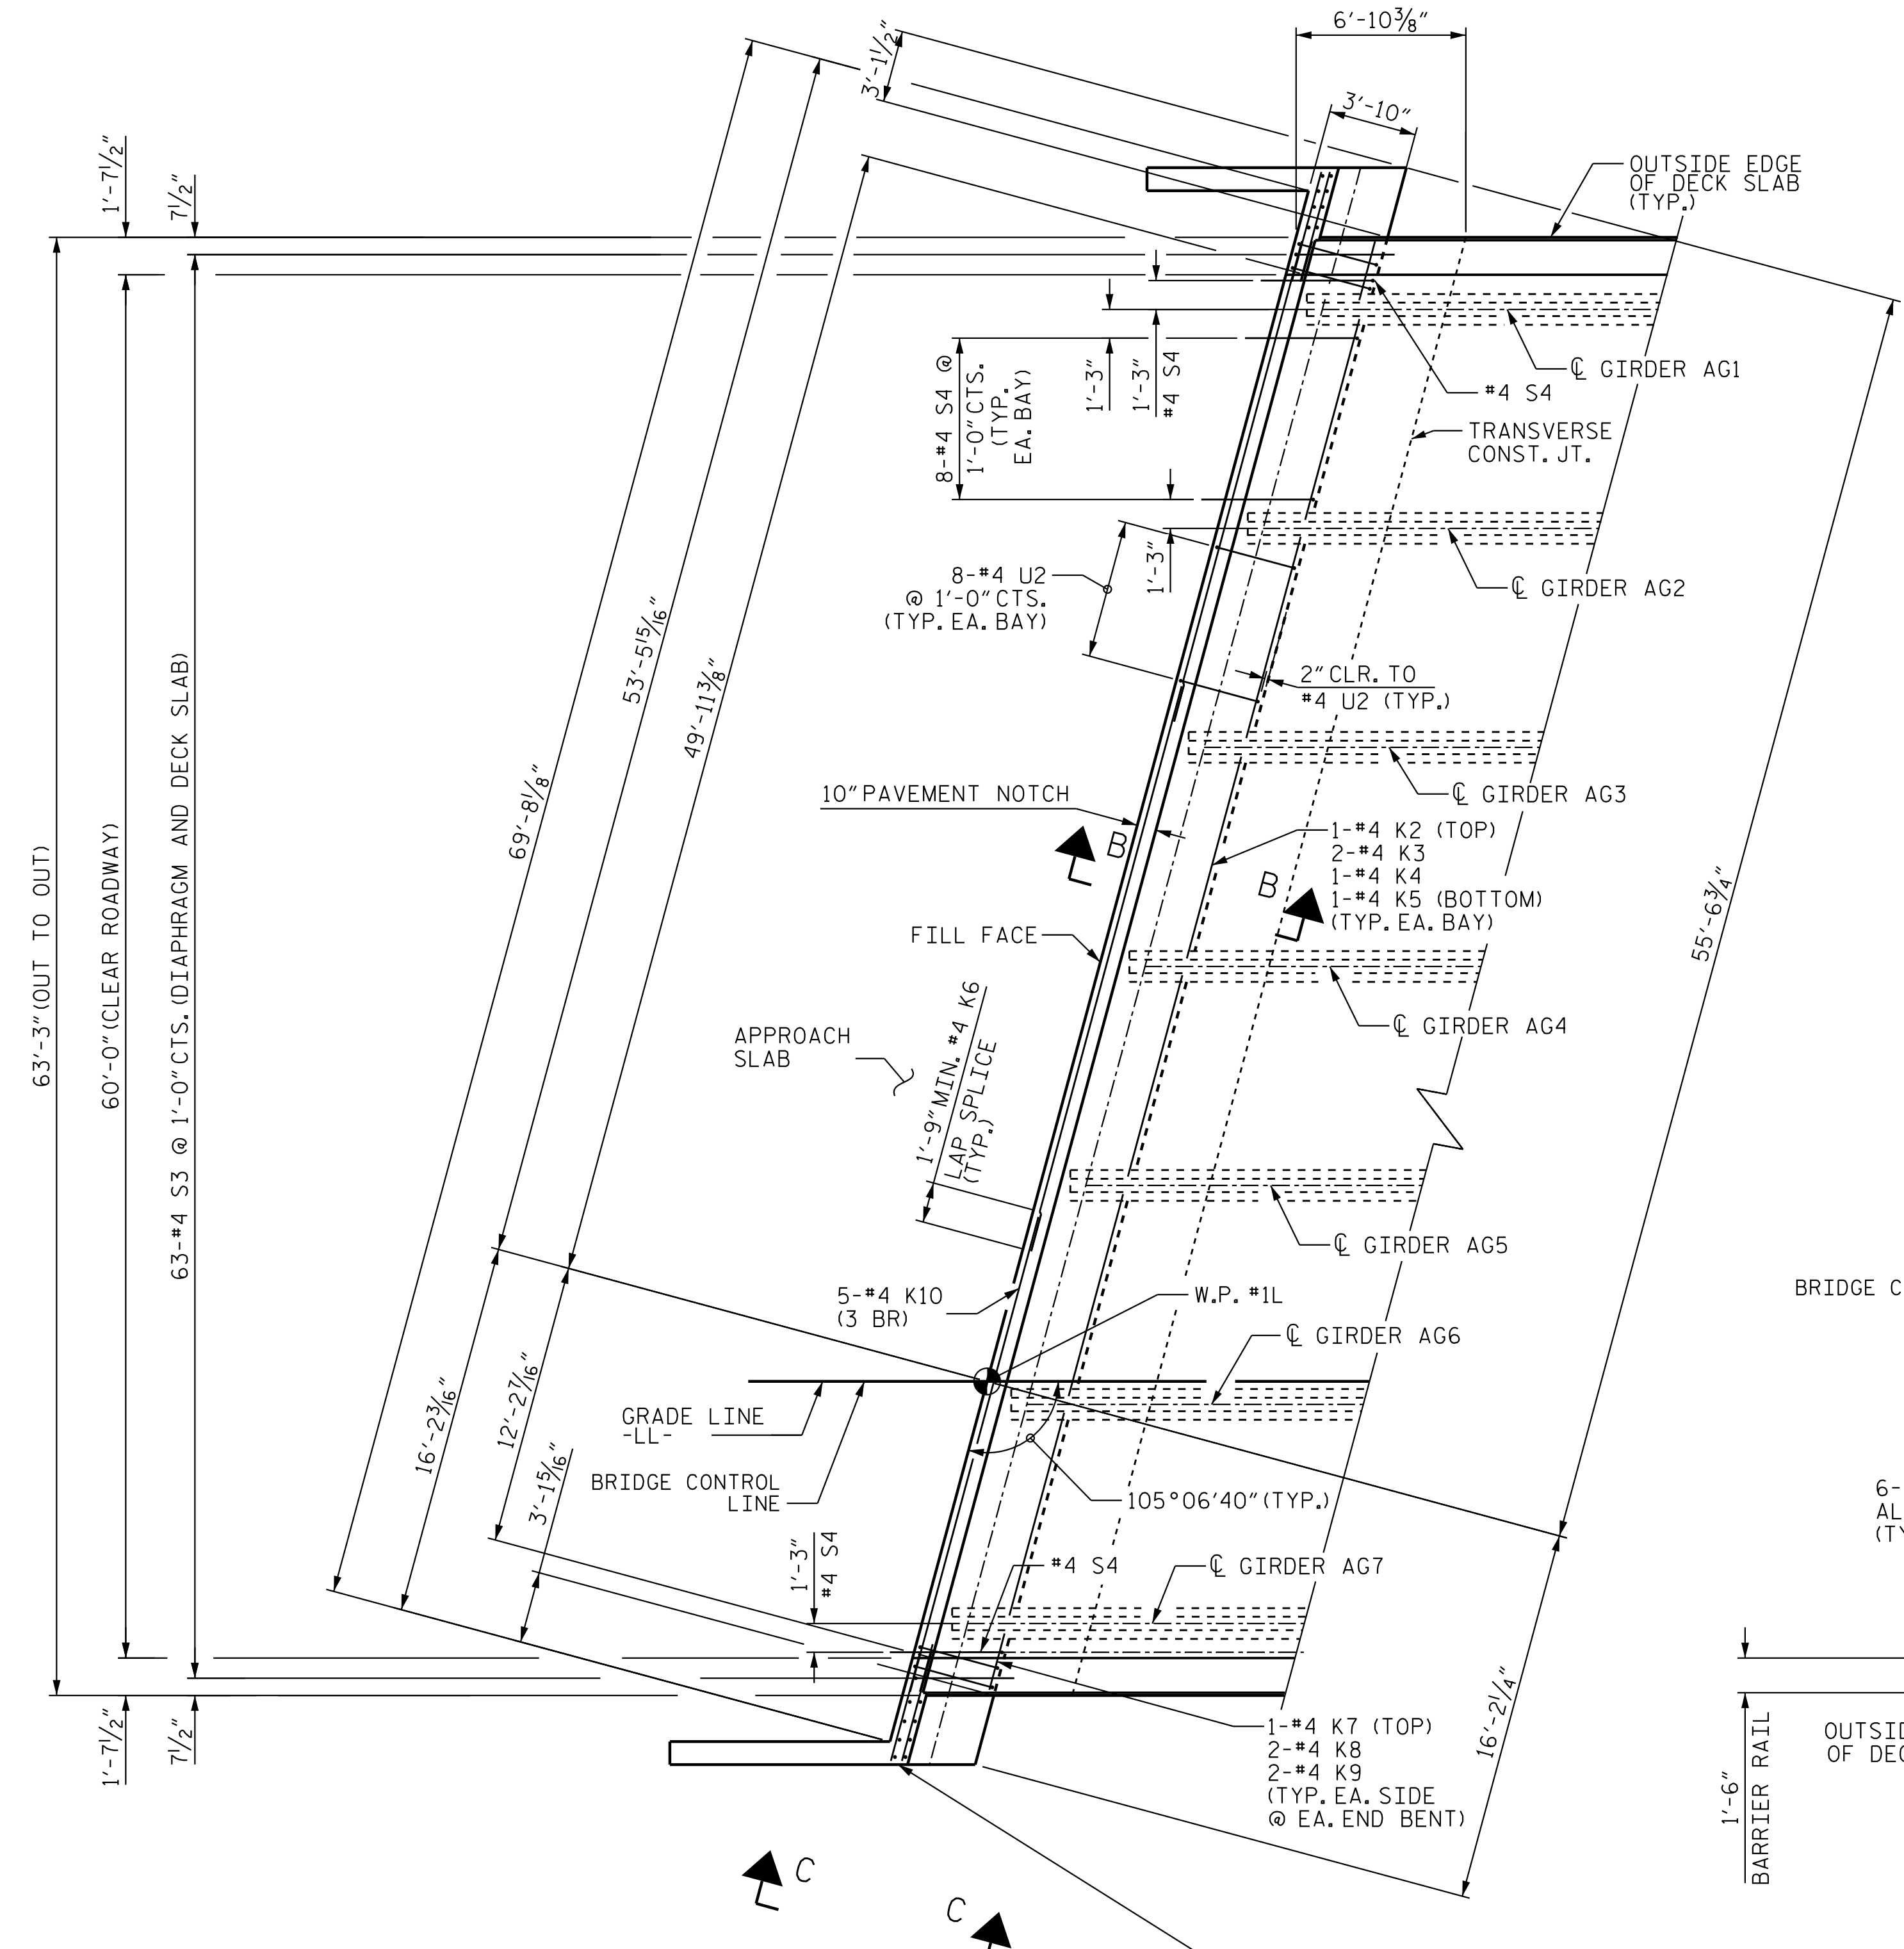 6'-10⅜"
3'-1½"
3'-10"
1'-7½"
7½"
OUTSIDE EDGE
OF DECK SLAB
(TYP.)
℄ GIRDER AG1
#4 S4
8-#4 S4 @
1'-0" CTS.
(TYP.
EA. BAY)
1'-3"
1'-3"
#4 S4
TRANSVERSE
CONST. JT.
1'-3"
8-#4 U2
@ 1'-0" CTS.
(TYP. EA. BAY)
℄ GIRDER AG2
53'-5¹⁵⁄₁₆"
49'-11⅜"
2" CLR. TO
#4 U2 (TYP.)
69'-8⅛"
10" PAVEMENT NOTCH
℄ GIRDER AG3
B
B
1-#4 K2 (TOP)
2-#4 K3
1-#4 K4
1-#4 K5 (BOTTOM)
(TYP. EA. BAY)
55'-6¾"
63'-3" (OUT TO OUT)
60'-0" (CLEAR ROADWAY)
63-#4 S3 @ 1'-0" CTS. (DIAPHRAGM AND DECK SLAB)
FILL FACE
APPROACH
SLAB
1'-9" MIN. #4 K6
LAP SPLICE
(TYP.)
℄ GIRDER AG4
℄ GIRDER AG5
5-#4 K10
(3 BR)
W.P. #1L
℄ GIRDER AG6
BRIDGE C
GRADE LINE
-LL-
BRIDGE CONTROL
LINE
16'-2³⁄₁₆"
12'-2⁷⁄₁₆"
3'-1¹⁵⁄₁₆"
105°06'40" (TYP.)
6-
AL
(TY
1'-3"
#4 S4
#4 S4
℄ GIRDER AG7
1'-7½"
7½"
1-#4 K7 (TOP)
2-#4 K8
2-#4 K9
(TYP. EA. SIDE
@ EA. END BENT)
16'-2¼"
1'-6"
BARRIER RAIL
OUTSID
OF DEC
C
C